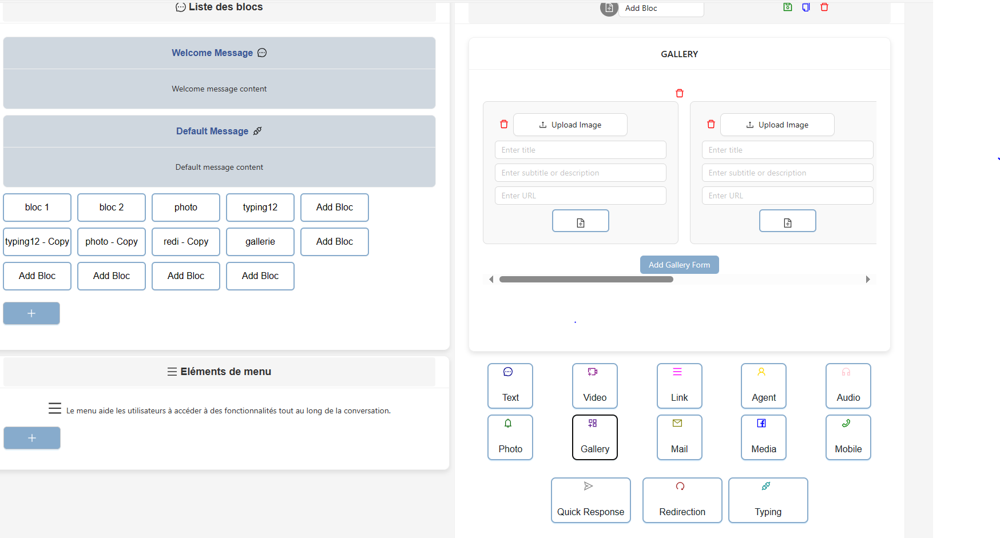 Liste des blocs
Welcome Message
Welcome message content
Default Message
Default message content
bloc 1 bloc 2 photo typing12 Add Bloc
typing12 - Copy photo - Copy redi - Copy gallerie Add Bloc
Add Bloc Add Bloc Add Bloc Add Bloc
Eléments de menu
Le menu aide les utilisateurs à accéder à des fonctionnalités tout au long de la conversation.
Add Bloc
GALLERY
Upload Image Upload Image
Enter title Enter title
Enter subtitle or description Enter subtitle or description
Enter URL Enter URL
Add Gallery Form
Text Video Link Agent Audio
Photo Gallery Mail Media Mobile
Quick Response Redirection Typing